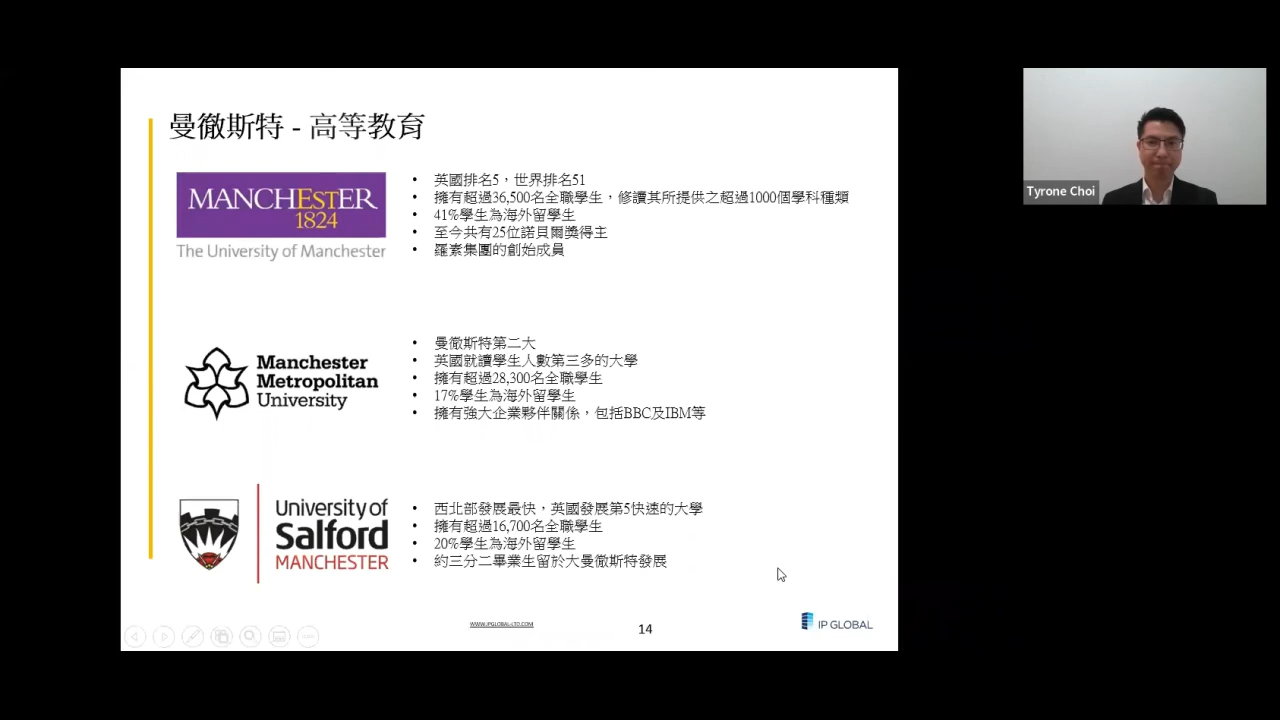 曼徹斯特 - 高等教育
MANCHEstER
1824
The University of Manchester
• 英國排名5，世界排名51
• 擁有超過36,500名全職學生，修讀其所提供之超過1000個學科種類
• 41%學生為海外留學生
• 至今共有25位諾貝爾獎得主
• 羅素集團的創始成員
Manchester
Metropolitan
University
• 曼徹斯特第二大
• 英國就讀學生人數第三多的大學
• 擁有超過28,300名全職學生
• 17%學生為海外留學生
• 擁有強大企業夥伴關係，包括BBC及IBM等
University of
Salford
MANCHESTER
• 西北部發展最快，英國發展第5快速的大學
• 擁有超過16,700名全職學生
• 20%學生為海外留學生
• 約三分二畢業生留於大曼徹斯特發展
WWW.IPGLOBAL-LTD.COM
14
IP GLOBAL
Tyrone Choi